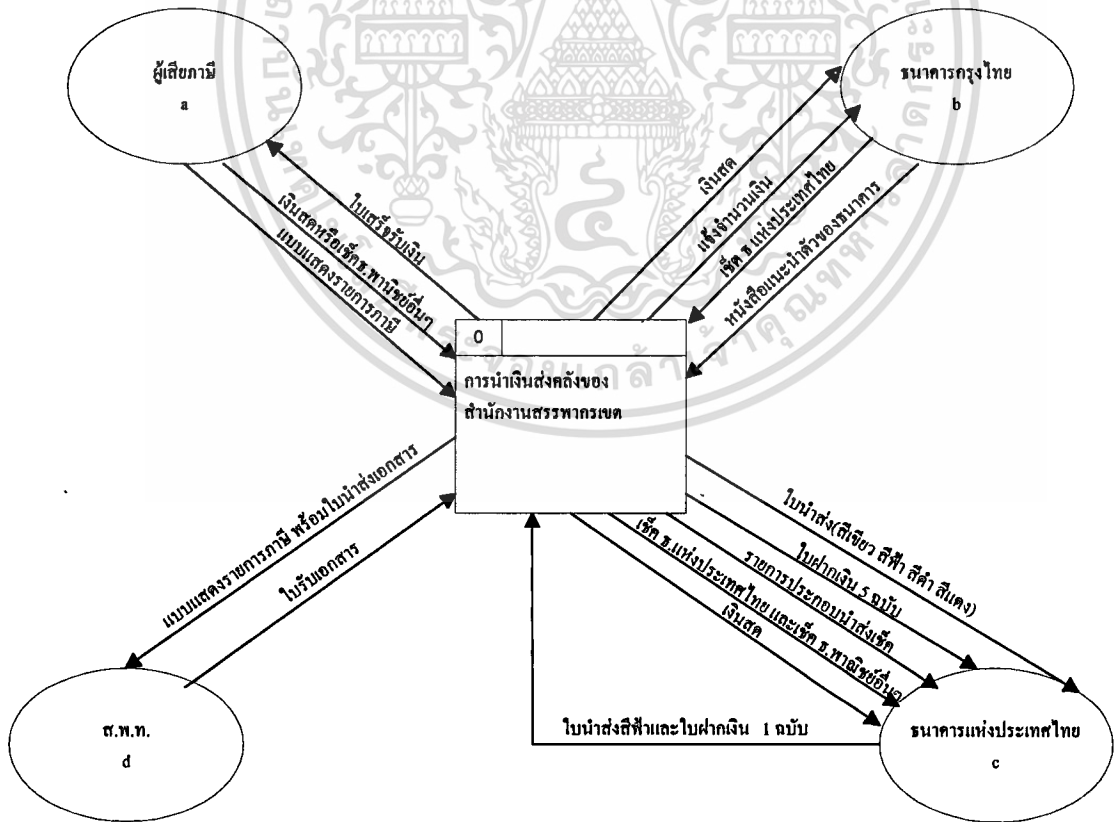 ผู้เสียภาษี
a
ธนาคารกรุงไทย
b
ใบเสร็จรับเงิน
เงินสดหรือเช็คธ.พานิชย์อื่นๆ
แบบแสดงรายการภาษี
เงินสด
แจ้งจำนวนเงิน
เช็ค ธ แห่งประเทศไทย
หนังสือแนะนำตัวของธนาคาร
0
การนำเงินส่งคลังของ
สำนักงานสรรพากรเขต
แบบแสดงรายการภาษี พร้อมใบนำส่งเอกสาร
ใบรับเอกสาร
ใบนำส่ง(สีเขียว สีฟ้า สีดำ สีแดง)
ใบฝากเงิน 5 ฉบับ
รายการประกอบนำส่งเช็ค
เช็ค ธ.แห่งประเทศไทย และเช็ค ธ.พาณิชย์อื่นๆ
เงินสด
ใบนำส่งสีฟ้าและใบฝากเงิน 1 ฉบับ
ส.พ.ท.
d
ธนาคารแห่งประเทศไทย
c